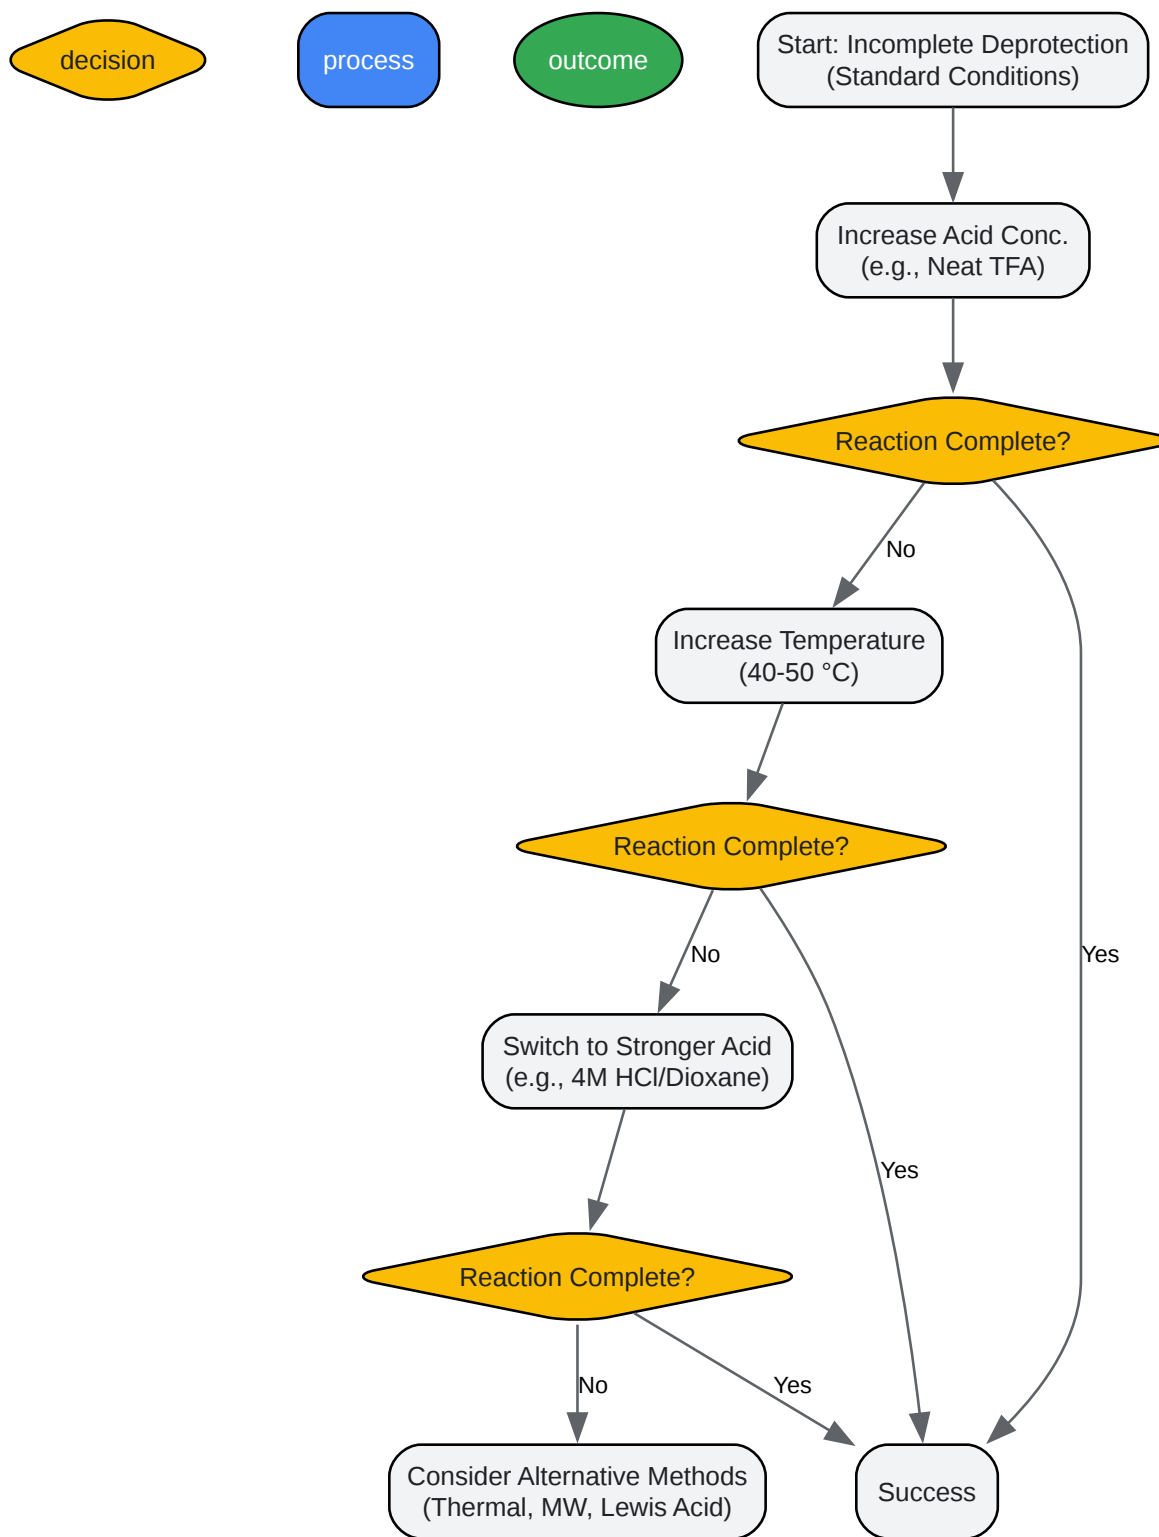 decision
process
outcome
Start: Incomplete Deprotection
(Standard Conditions)
Increase Acid Conc.
(e.g., Neat TFA)
Reaction Complete?
No
Increase Temperature
(40-50 °C)
Reaction Complete?
No
Yes
Switch to Stronger Acid
(e.g., 4M HCl/Dioxane)
Yes
Reaction Complete?
No
Yes
Consider Alternative Methods
(Thermal, MW, Lewis Acid)
Success